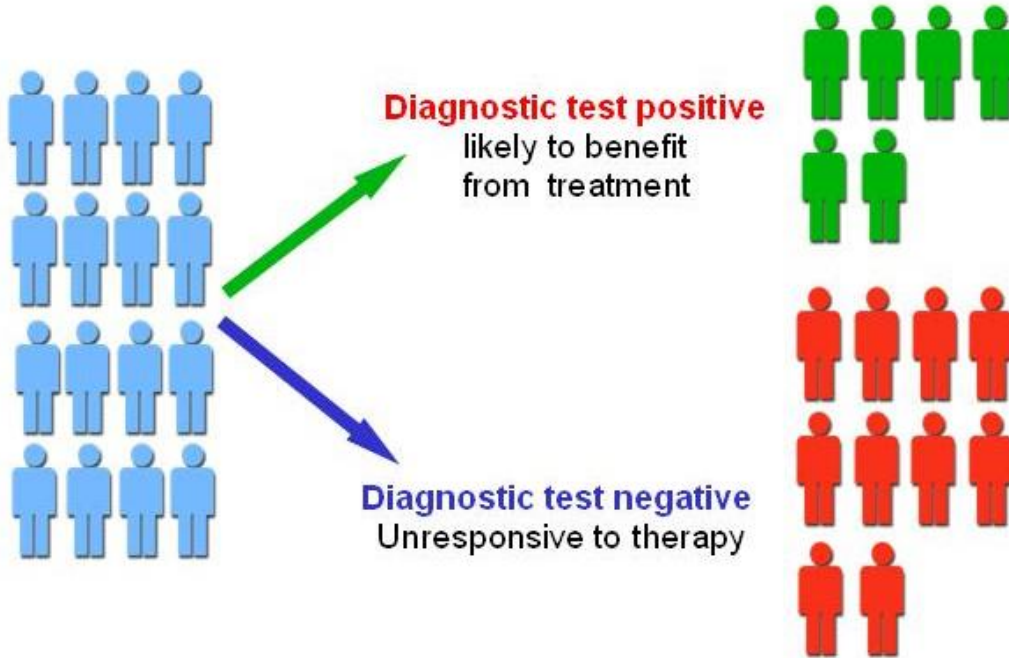 Diagnostic test positive
likely to benefit
from treatment
Diagnostic test negative
Unresponsive to therapy